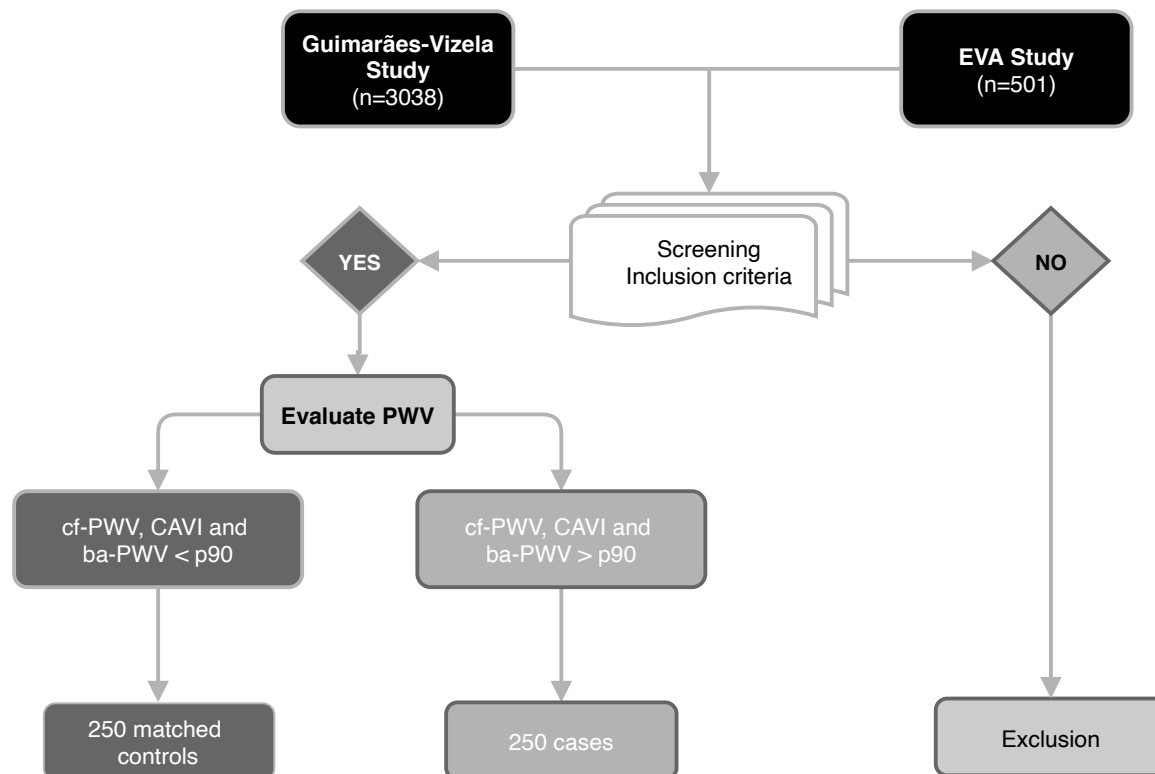 Guimarães-Vizela
Study
(n=3038)
EVA Study
(n=501)
Screening
Inclusion criteria
YES
NO
Evaluate PWV
cf-PWV, CAVI and
ba-PWV < p90
cf-PWV, CAVI and
ba-PWV > p90
250 matched
controls
250 cases
Exclusion